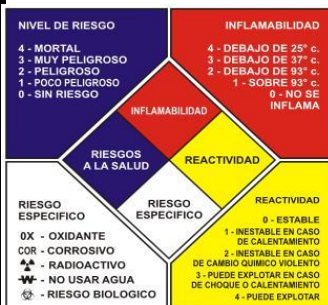 NIVEL DE RIESGO
4 - MORTAL
3 - MUY PELIGROSO
2 - PELIGROSO
1 - POCO PELIGROSO
0 - SIN RIESGO
INFLAMABILIDAD
4 - DEBAJO DE 25° c.
3 - DEBAJO DE 37° c.
2 - DEBAJO DE 93° c.
1 - SOBRE 93° c.
0 - NO SE
INFLAMA
INFLAMABILIDAD
RIESGOS
A LA SALUD
REACTIVIDAD
RIESGO
ESPECIFICO
RIESGO
ESPECIFICO
0X - OXIDANTE
COR - CORROSIVO
- RADIOACTIVO
W - NO USAR AGUA
- RIESGO BIOLOGICO
REACTIVIDAD
0 - ESTABLE
1 - INESTABLE EN CASO
DE CALENTAMIENTO
2 - INESTABLE EN CASO
DE CAMBIO QUIMICO VIOLENTO
3 - PUEDE EXPLOTAR EN CASO
DE CHOQUE O CALENTAMIENTO
4 - PUEDE EXPLOTAR